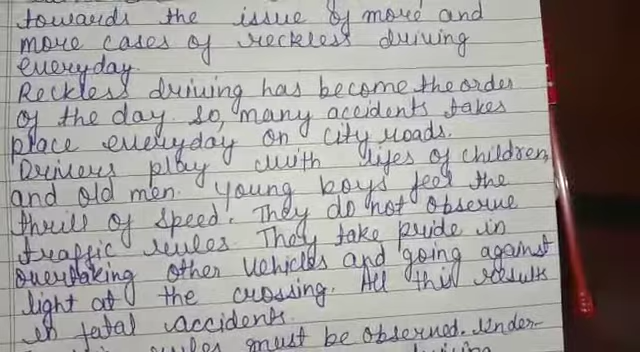 towards the issue of more and
more cases of reckless driving
everyday.
Reckless driving has become the order
of the day. So, many accidents takes
place everyday on city roads.
Drivers play with lyes of children
and old men. Young boys feel the
thrill of speed. They do not observe
traffic rules. They take pride in
overtaking other vehicles and going against
light at the crossing. All this results
in fatal accidents.
rules must be observed. Under-
driving